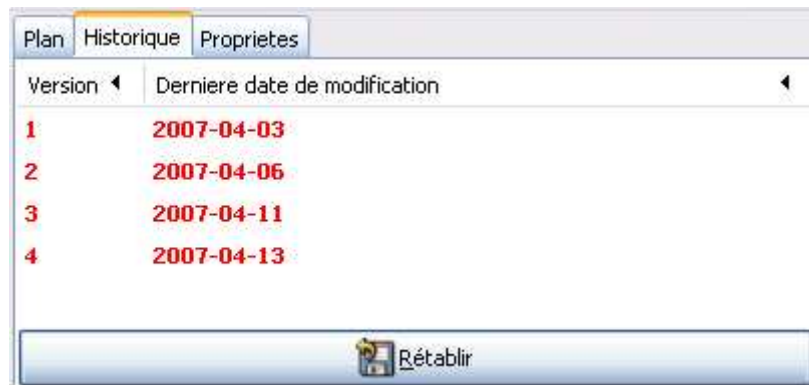 Plan Historique Proprietes
Version Derniere date de modification
1 2007-04-03
2 2007-04-06
3 2007-04-11
4 2007-04-13
Rétablir